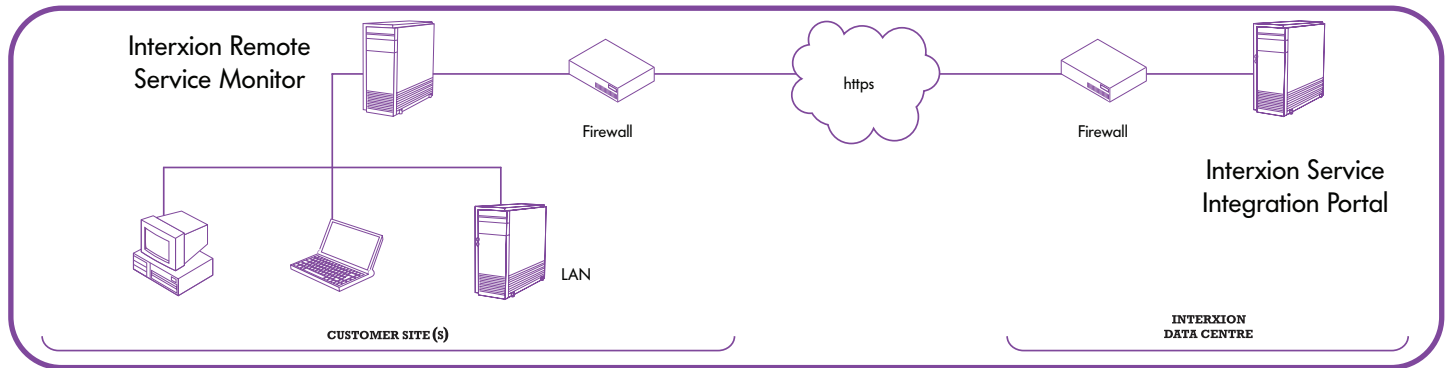 Interxion Remote
Service Monitor
Firewall
https
Firewall
Interxion Service
Integration Portal
LAN
CUSTOMER SITE(S)
INTERXION
DATA CENTRE